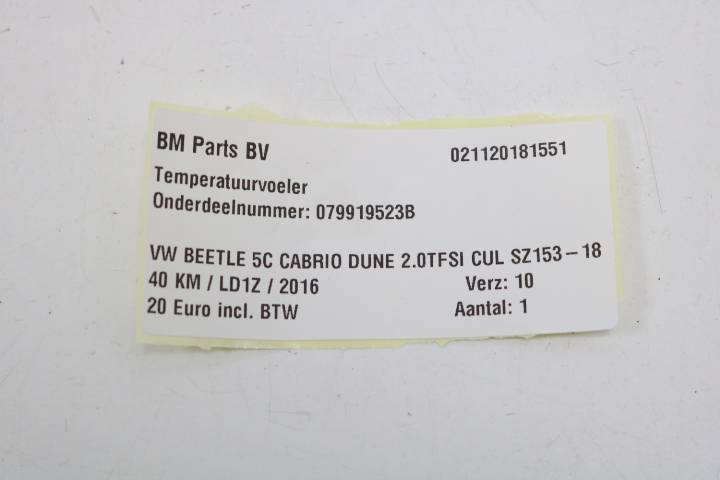 BM Parts BV 021120181551
Temperatuurvoeler
Onderdeelnummer: 079919523B
VW BEETLE 5C CABRIO DUNE 2.0TFSI CUL SZ153-18
40 KM / LD1Z / 2016 Verz: 10
20 Euro incl. BTW Aantal: 1